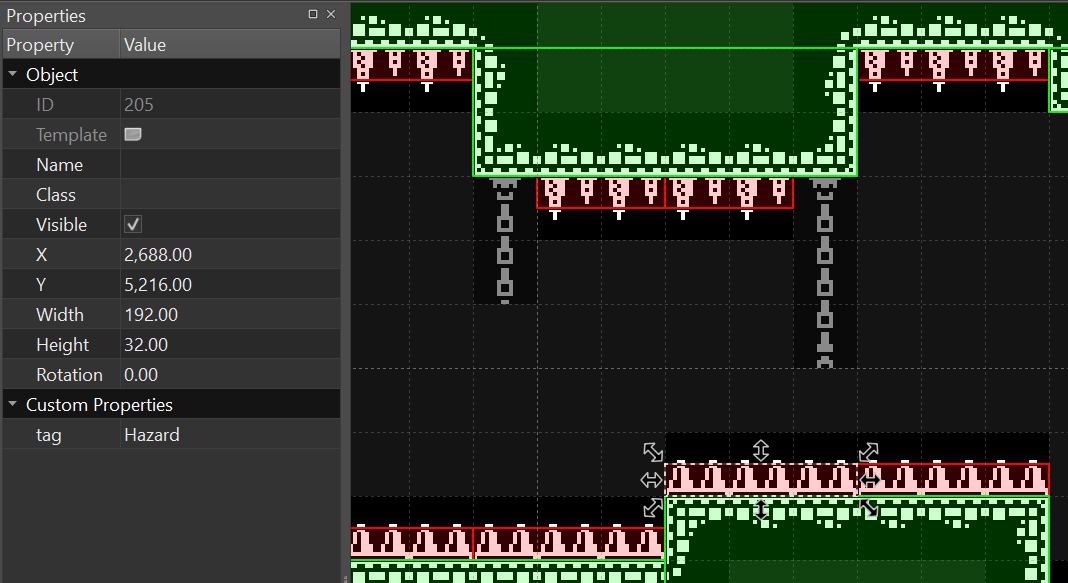 Properties
Property Value
Object
ID 205
Template
Name
Class
Visible
X 2,688.00
Y 5,216.00
Width 192.00
Height 32.00
Rotation 0.00
Custom Properties
tag Hazard